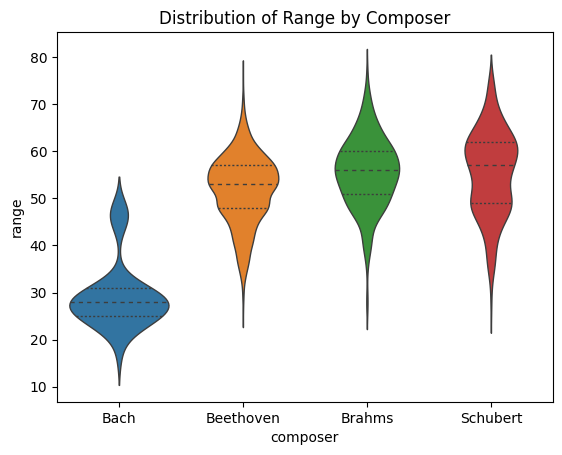 Distribution of Range by Composer
80
70
60
50
40
30
20
10
range
Bach
Beethoven
Brahms
Schubert
composer